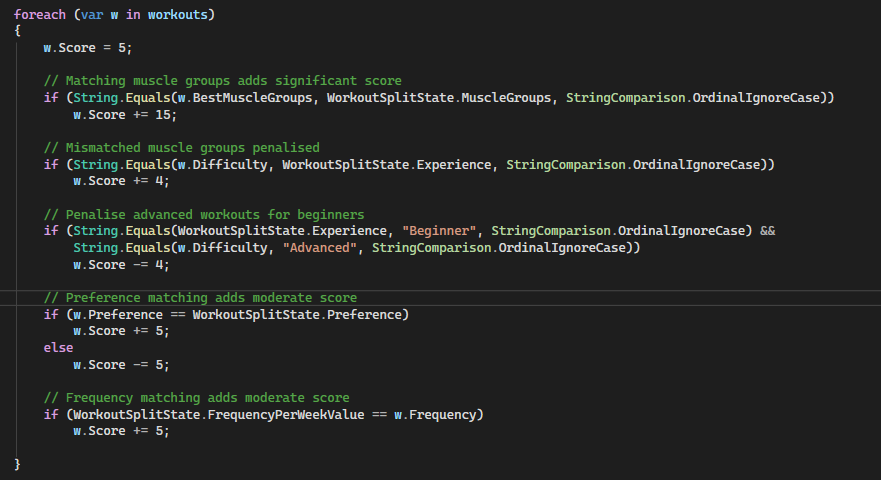 foreach (var w in workouts)
{
    w.Score = 5;

    // Matching muscle groups adds significant score
    if (String.Equals(w.BestMuscleGroups, WorkoutSplitState.MuscleGroups, StringComparison.OrdinalIgnoreCase))
        w.Score += 15;

    // Mismatched muscle groups penalised
    if (String.Equals(w.Difficulty, WorkoutSplitState.Experience, StringComparison.OrdinalIgnoreCase))
        w.Score += 4;

    // Penalise advanced workouts for beginners
    if (String.Equals(WorkoutSplitState.Experience, "Beginner", StringComparison.OrdinalIgnoreCase) &&
        String.Equals(w.Difficulty, "Advanced", StringComparison.OrdinalIgnoreCase))
        w.Score -= 4;

    // Preference matching adds moderate score
    if (w.Preference == WorkoutSplitState.Preference)
        w.Score += 5;
    else
        w.Score -= 5;

    // Frequency matching adds moderate score
    if (WorkoutSplitState.FrequencyPerWeekValue == w.Frequency)
        w.Score += 5;

}